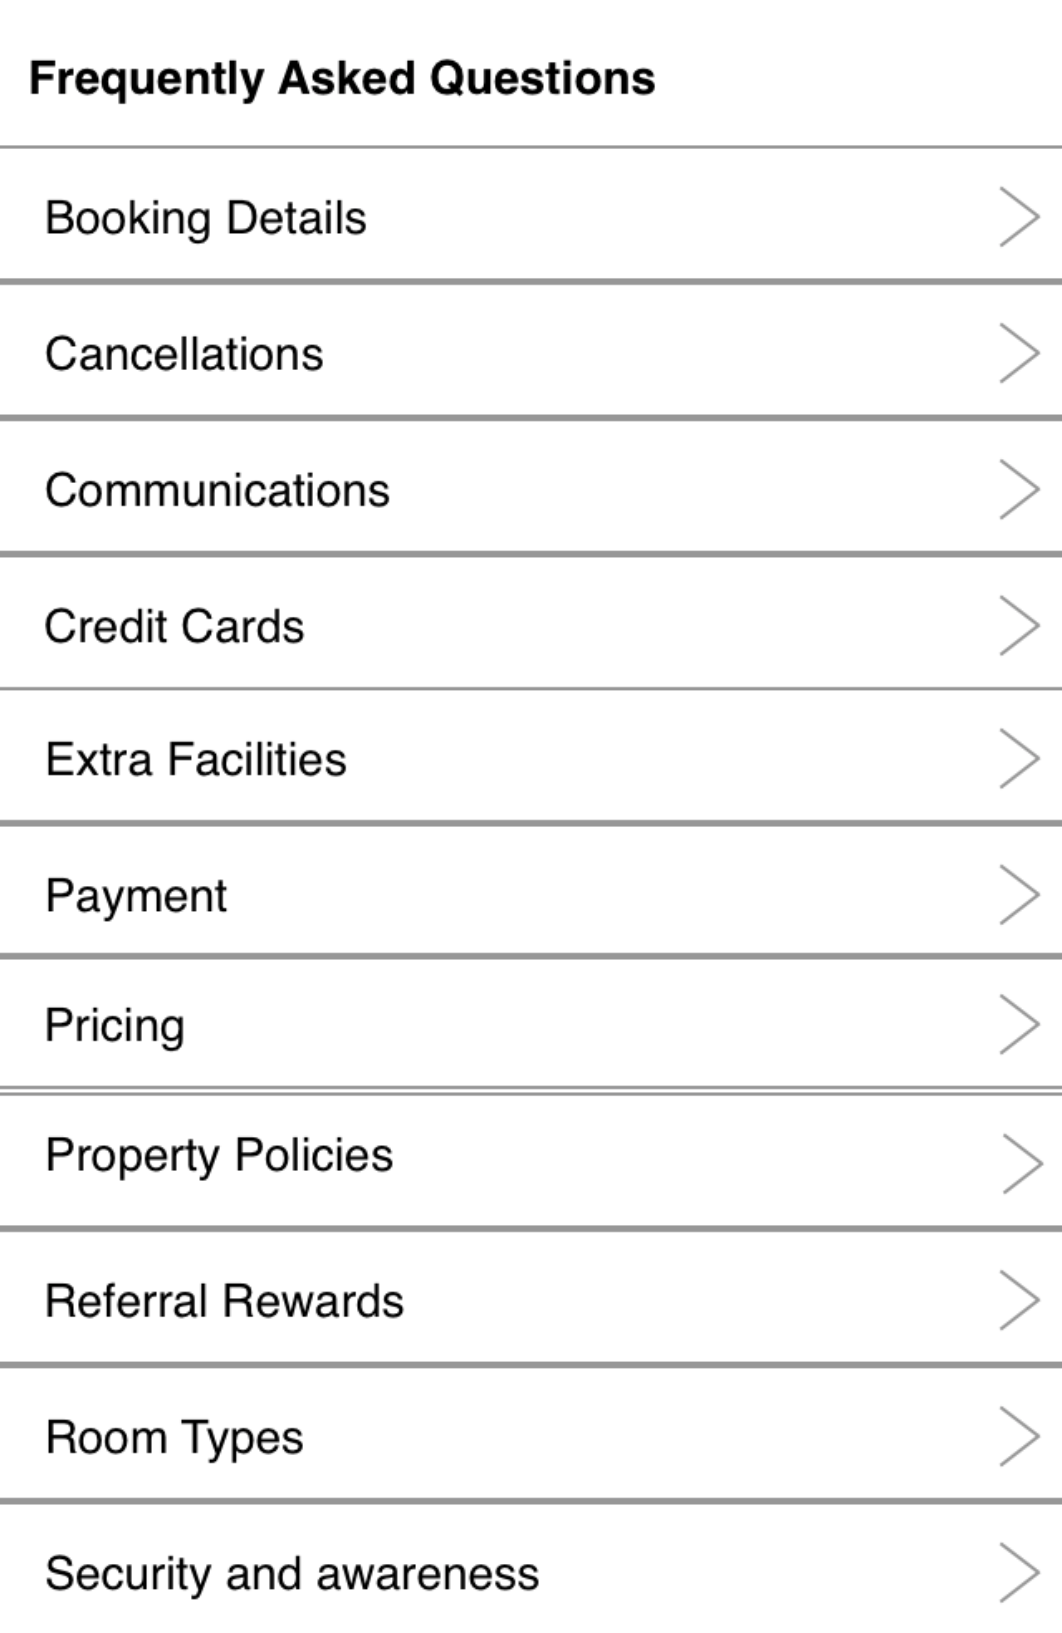 Frequently Asked Questions
Booking Details
Cancellations
Communications
Credit Cards
Extra Facilities
Payment
Pricing
Property Policies
Referral Rewards
Room Types
Security and awareness